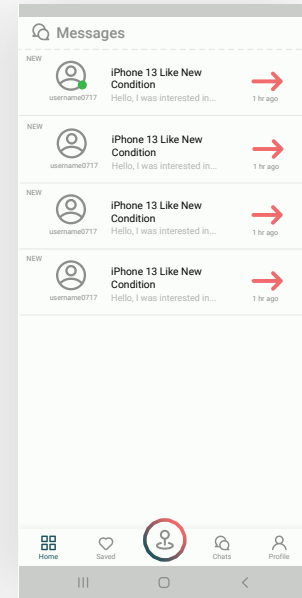 Messages
NEW
iPhone 13 Like New
Condition
username0717
Hello, I was interested in...
1 hr ago
NEW
iPhone 13 Like New
Condition
username0717
Hello, I was interested in...
1 hr ago
NEW
iPhone 13 Like New
Condition
username0717
Hello, I was interested in...
1 hr ago
NEW
iPhone 13 Like New
Condition
username0717
Hello, I was interested in...
1 hr ago
Home Saved Chats Profile